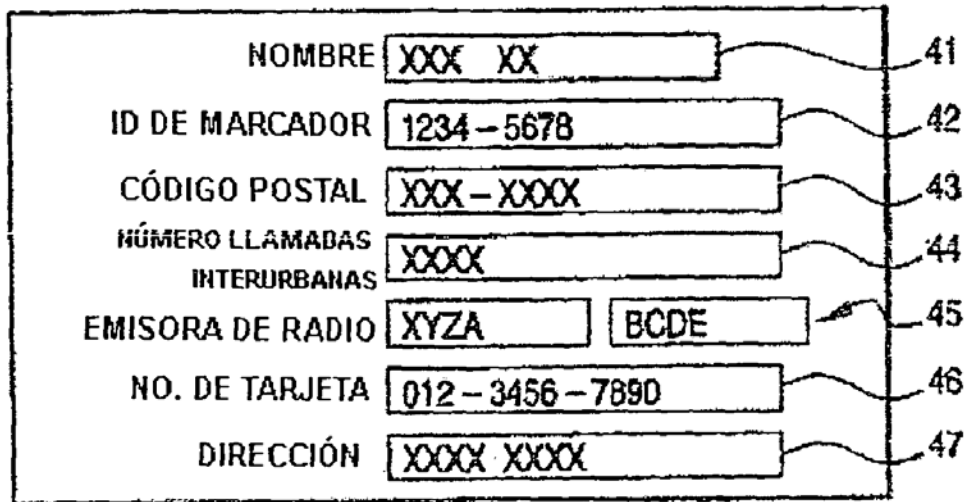 NOMBRE XXX XX 41
ID DE MARCADOR 1234-5678 42
CÓDIGO POSTAL XXX-XXXX 43
NÚMERO LLAMADAS
INTERURBANAS XXXX 44
EMISORA DE RADIO XYZA BCDE 45
NO. DE TARJETA 012-3456-7890 46
DIRECCIÓN XXXX XXXX 47